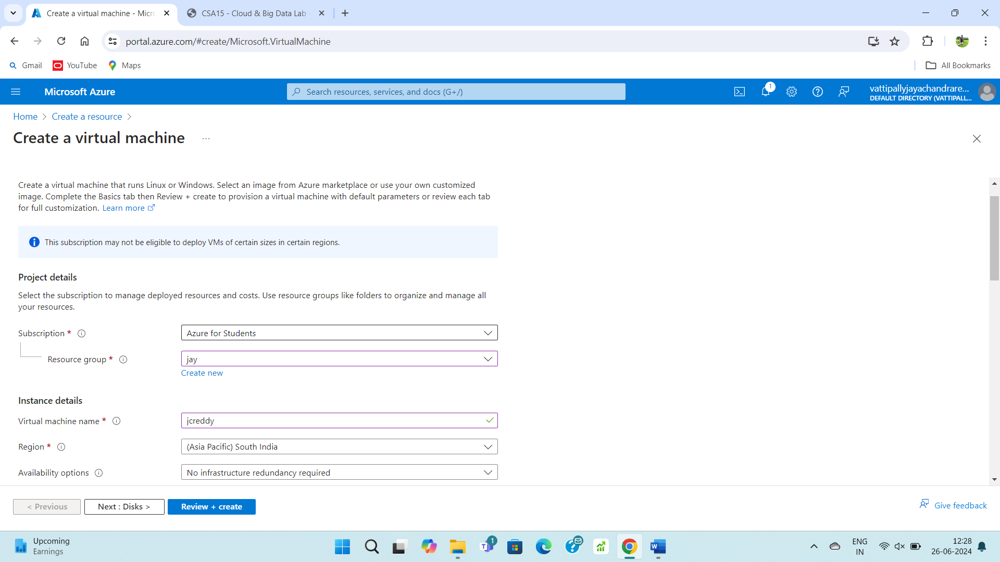 Create a virtual machine - Micro
CSA15 - Cloud & Big Data Lab -
portal.azure.com/#create/Microsoft.VirtualMachine
Gmail
YouTube
Maps
All Bookmarks
Microsoft Azure
Search resources, services, and docs (G+/)
1
vattipallyjayachandrare...
DEFAULT DIRECTORY (VATTIPALL...
Home > Create a resource >
Create a virtual machine ...
Create a virtual machine that runs Linux or Windows. Select an image from Azure marketplace or use your own customized
image. Complete the Basics tab then Review + create to provision a virtual machine with default parameters or review each tab
for full customization. Learn more
This subscription may not be eligible to deploy VMs of certain sizes in certain regions.
Project details
Select the subscription to manage deployed resources and costs. Use resource groups like folders to organize and manage all
your resources.
Subscription *
Azure for Students
Resource group *
jay
Create new
Instance details
Virtual machine name *
jcreddy
Region *
(Asia Pacific) South India
Availability options
No infrastructure redundancy required
< Previous
Next : Disks >
Review + create
Give feedback
Upcoming
Earnings
1
ENG
IN
12:28
26-06-2024